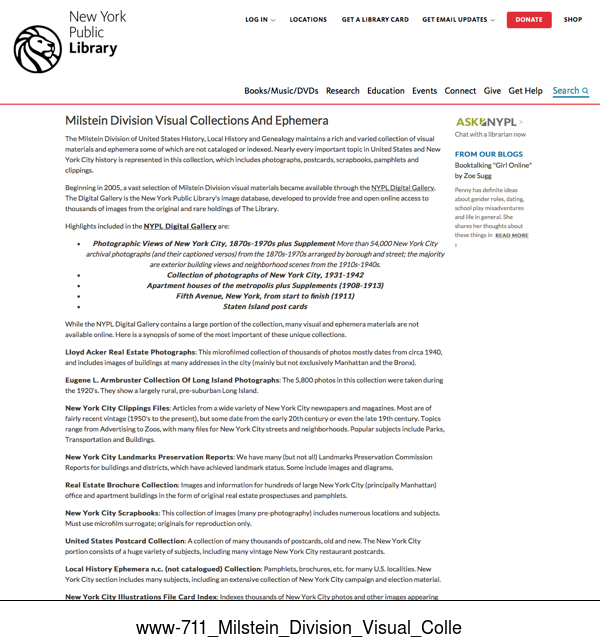 New York
Public
Library
LOG IN
LOCATIONS
GET A LIBRARY CARD
GET EMAIL UPDATES
DONATE
SHOP
Books/Music/DVDs Research Education Events Connect Give Get Help Search
Milstein Division Visual Collections And Ephemera
The Milstein Division of United States History, Local History and Genealogy maintains a rich and varied collection of visual
materials and ephemera some of which are not cataloged or indexed. Nearly every important topic in United States and New
York City history is represented in this collection, which includes photographs, postcards, scrapbooks, pamphlets and
clippings.
Beginning in 2005, a vast selection of Milstein Division visual materials became available through the NYPL Digital Gallery.
The Digital Gallery is the New York Public Library's image database, developed to provide free and open online access to
thousands of images from the original and rare holdings of The Library.
Highlights included in the NYPL Digital Gallery are:
• Photographic Views of New York City, 1870s-1970s plus Supplement More than 54,000 New York City
archival photographs (and their captioned versos) from the 1870s-1970s arranged by borough and street; the majority
are exterior building views and neighborhood scenes from the 1910s-1940s.
• Collection of photographs of New York City, 1931-1942
• Apartment houses of the metropolis plus Supplements (1908-1913)
• Fifth Avenue, New York, from start to finish (1911)
• Staten Island post cards
While the NYPL Digital Gallery contains a large portion of the collection, many visual and ephemera materials are not
available online. Here is a synopsis of some of the most important of these unique collections.
Lloyd Acker Real Estate Photographs: This microfilmed collection of thousands of photos mostly dates from circa 1940,
and includes images of buildings at many addresses in the city (mainly but not exclusively Manhattan and the Bronx).
Eugene L. Armbruster Collection Of Long Island Photographs: The 5,800 photos in this collection were taken during
the 1920's. They show a largely rural, pre-suburban Long Island.
New York City Clippings Files: Articles from a wide variety of New York City newspapers and magazines. Most are of
fairly recent vintage (1950's to the present), but some date from the early 20th century or even the late 19th century. Topics
range from Advertising to Zoos, with many files for New York City streets and neighborhoods. Popular subjects include Parks,
Transportation and Buildings.
New York City Landmarks Preservation Reports: We have many (but not all) Landmarks Preservation Commission
Reports for buildings and districts, which have achieved landmark status. Some include images and diagrams.
Real Estate Brochure Collection: Images and information for hundreds of large New York City (principally Manhattan)
office and apartment buildings in the form of original real estate prospectuses and pamphlets.
New York City Scrapbooks: This collection of images (many pre-photography) includes numerous locations and subjects.
Must use microfilm surrogate; originals for reproduction only.
United States Postcard Collection: A collection of many thousands of postcards, old and new. The New York City
portion consists of a huge variety of subjects, including many vintage New York City restaurant postcards.
Local History Ephemera n.c. (not catalogued) Collection: Pamphlets, brochures, etc. for many U.S. localities. New York
City section includes many subjects, including an extensive collection of New York City campaign and election material.
New York City Illustrations File Card Index: Indexes thousands of New York City photos and other images appearing
ASK NYPL
Chat with a librarian now
FROM OUR BLOGS
Booktalking "Girl Online"
by Zoe Sugg
Penny has definite ideas
about gender roles, dating,
school play misadventures
and life in general. She
shares her thoughts about
these things in READ MORE
www-711_Milstein_Division_Visual_Colle